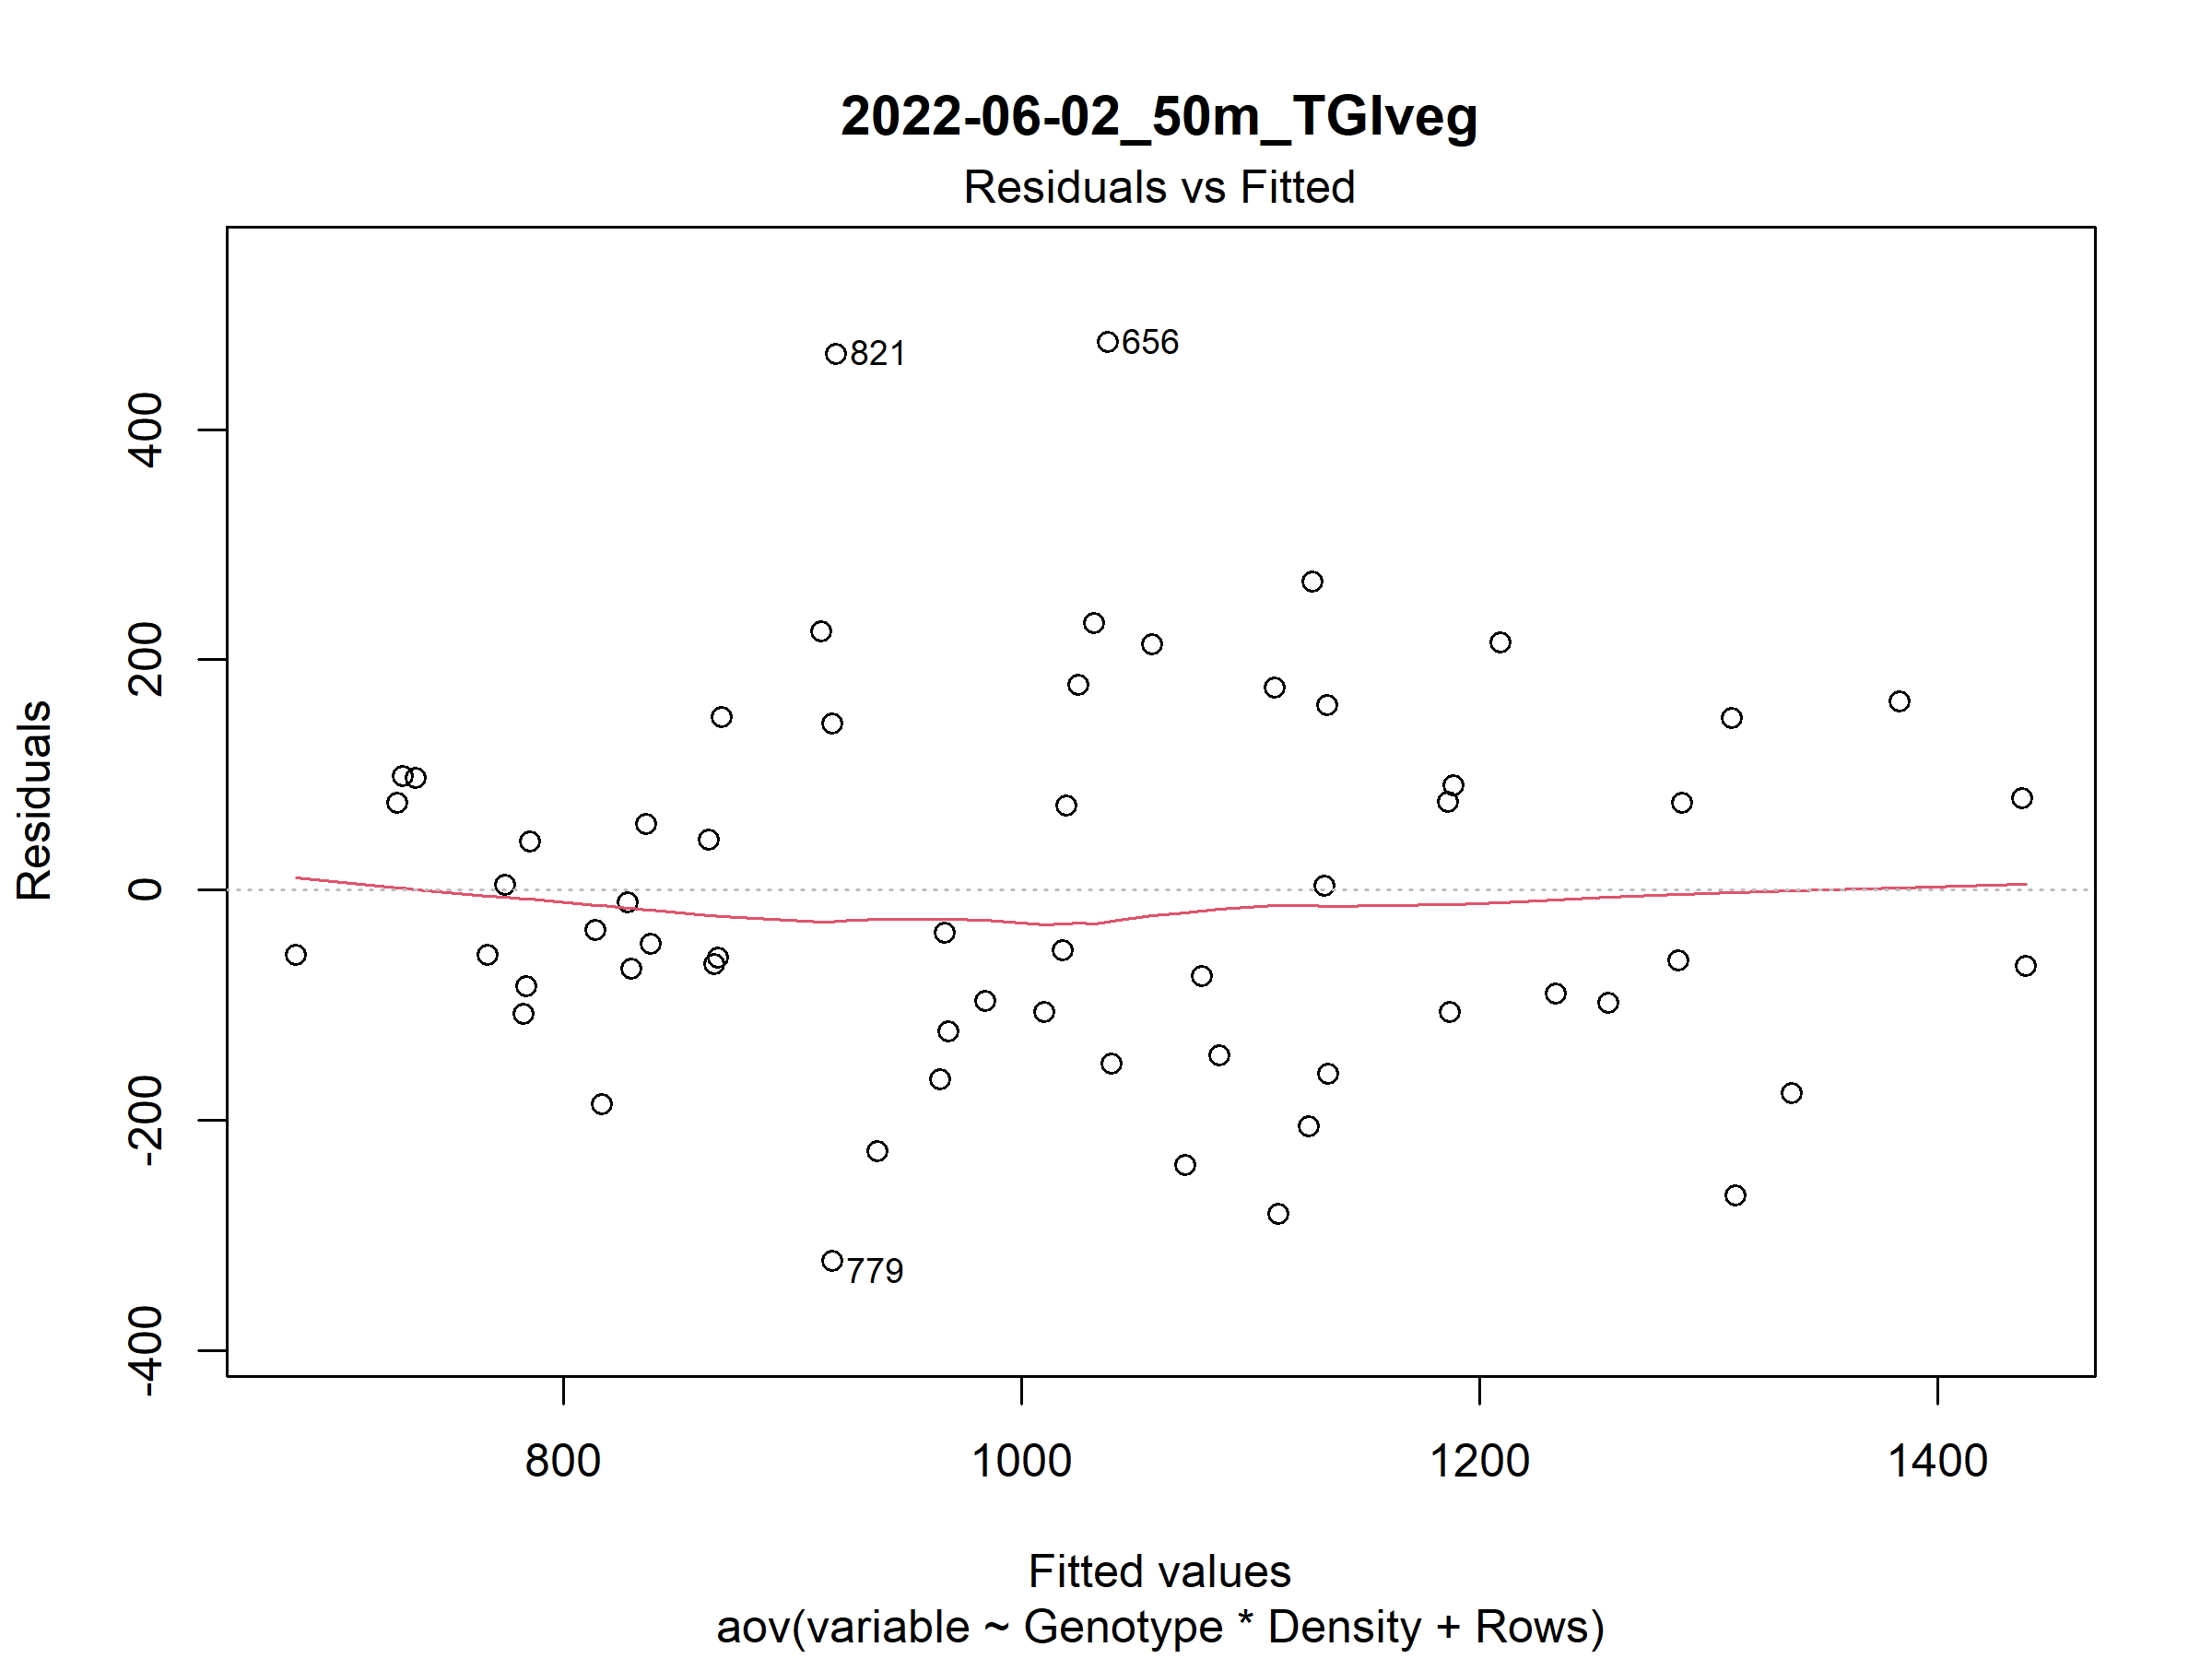 2022-06-02_50m_TGIveg
Residuals vs Fitted
821
656
779
Residuals
400
200
0
-200
-400
800 1000 1200 1400
Fitted values
aov(variable ~ Genotype * Density + Rows)